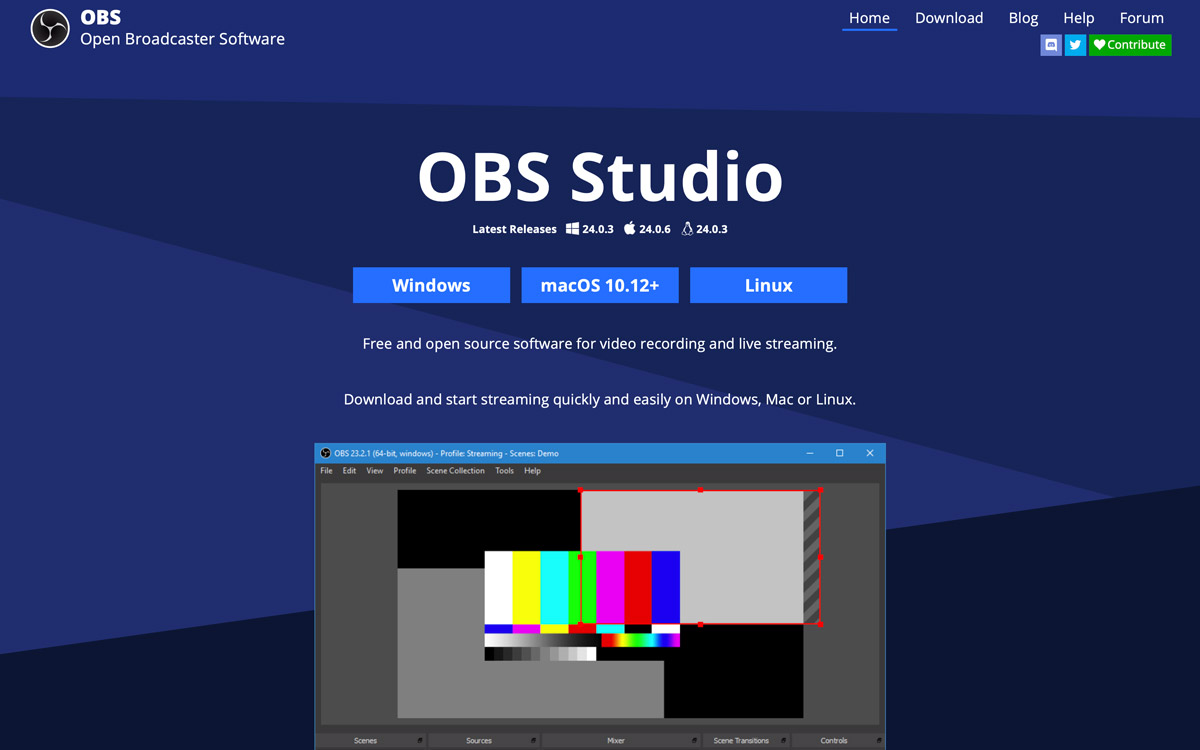 OBS
Open Broadcaster Software
Home Download Blog Help Forum
Contribute
OBS Studio
Latest Releases 24.0.3 24.0.6 24.0.3
Windows macOS 10.12+ Linux
Free and open source software for video recording and live streaming.
Download and start streaming quickly and easily on Windows, Mac or Linux.
OBS 23.2.1 (64-bit, windows) - Profile: Streaming - Scenes: Demo
File Edit View Profile Scene Collection Tools Help
Scenes Sources Mixer Scene Transitions Controls